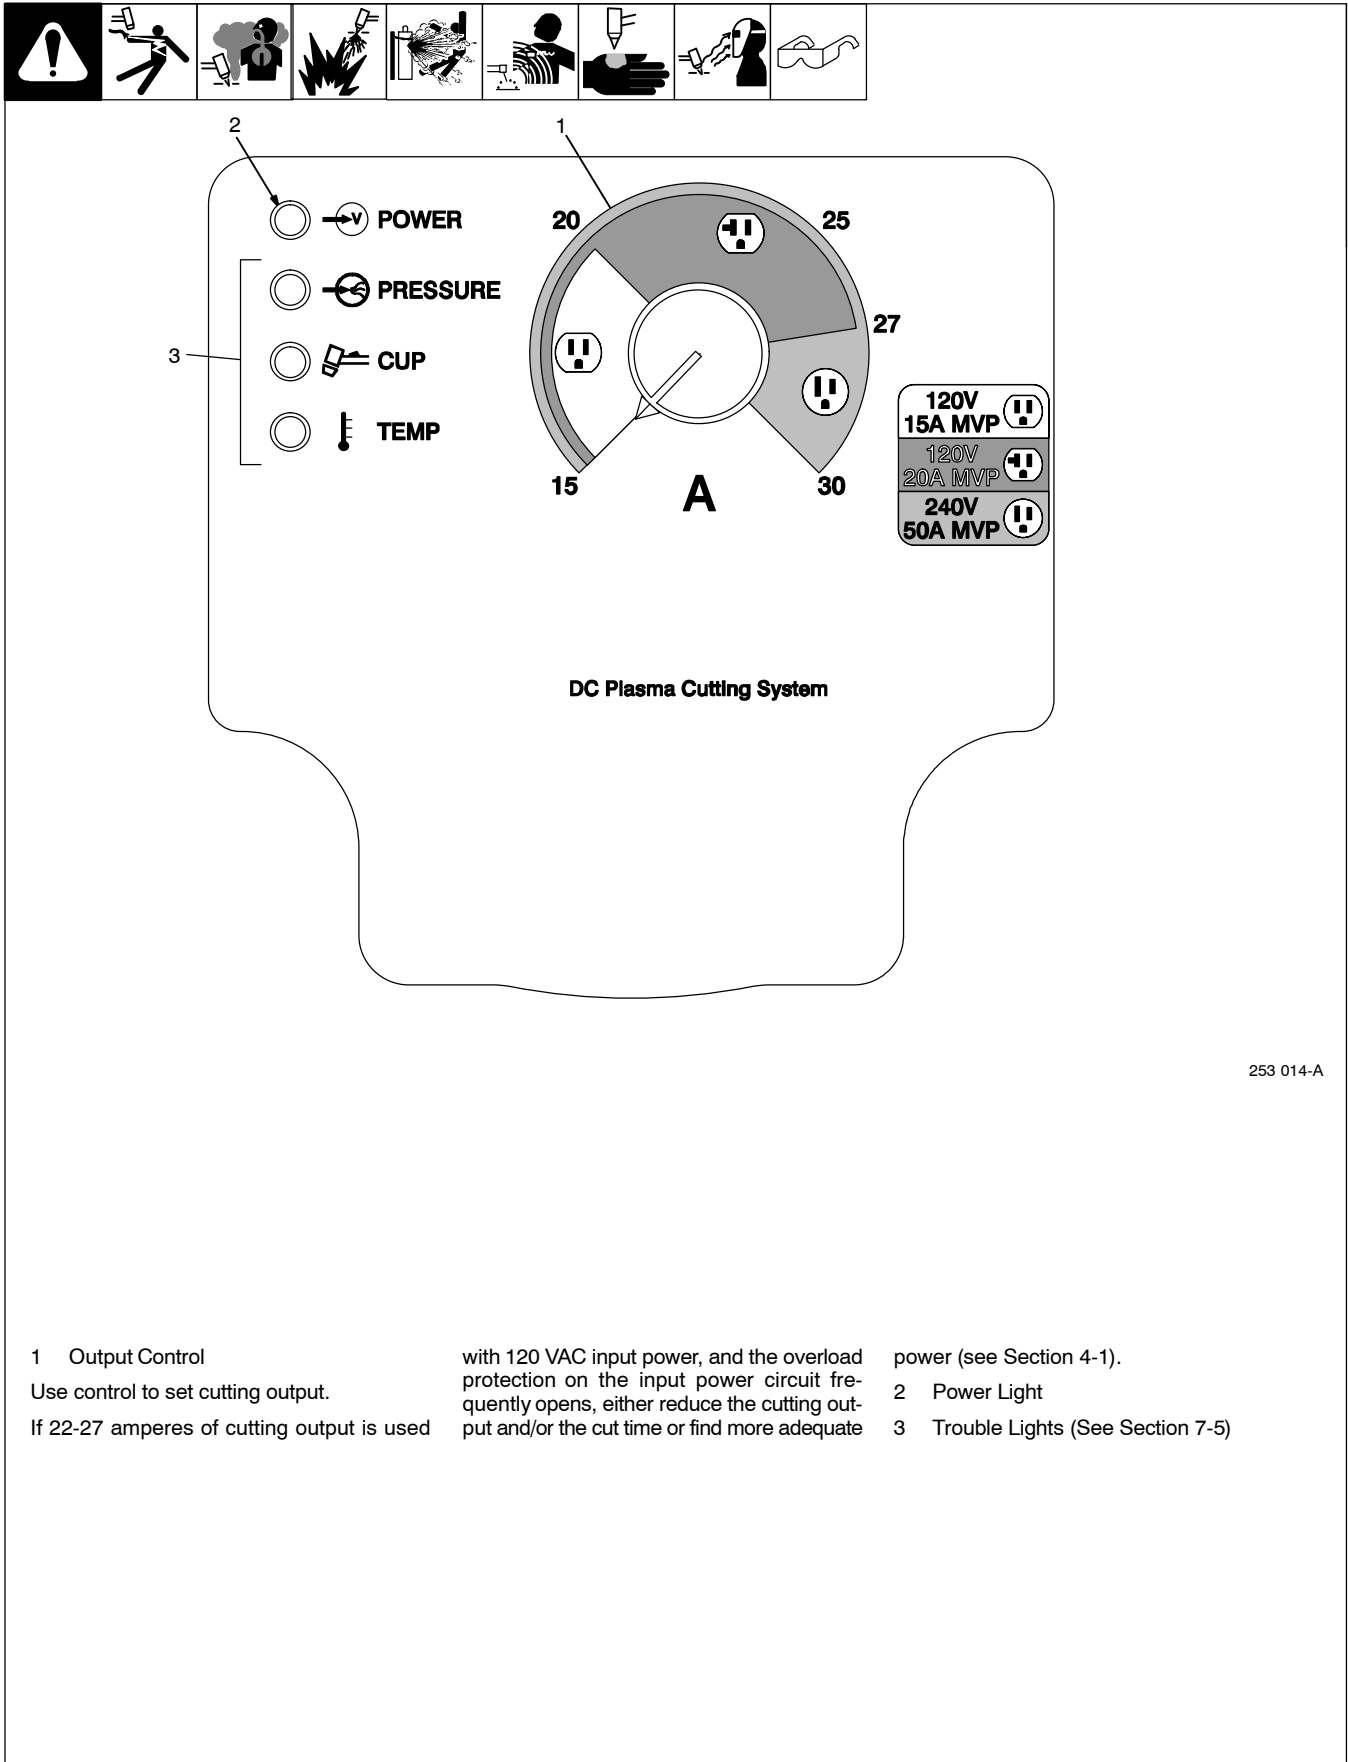 2
1
V POWER
20
25
PRESSURE
27
3
CUP
120V
15A MVP
TEMP
120V
20A MVP
15
A
30
240V
50A MVP
DC Plasma Cutting System
253 014-A
1 Output Control
Use control to set cutting output.
If 22-27 amperes of cutting output is used
with 120 VAC input power, and the overload
protection on the input power circuit fre-
quently opens, either reduce the cutting out-
put and/or the cut time or find more adequate
power (see Section 4-1).
2 Power Light
3 Trouble Lights (See Section 7-5)